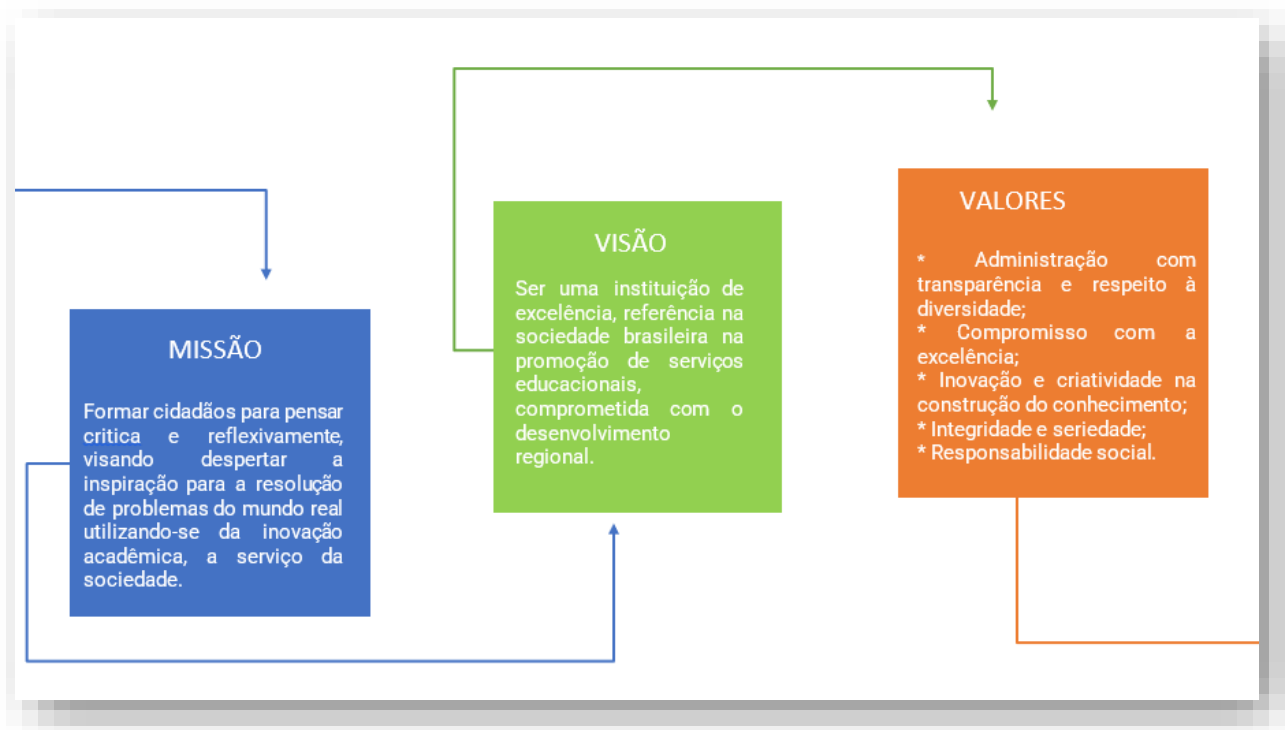 MISSÃO
Formar cidadãos para pensar
critica e reflexivamente,
visando despertar a
inspiração para a resolução
de problemas do mundo real
utilizando-se da inovação
acadêmica, a serviço da
sociedade.
VISÃO
Ser uma instituição de
excelência, referência na
sociedade brasileira na
promoção de serviços
educacionais,
comprometida com o
desenvolvimento
regional.
VALORES
* Administração com
transparência e respeito à
diversidade;
* Compromisso com a
excelência;
* Inovação e criatividade na
construção do conhecimento;
* Integridade e seriedade;
* Responsabilidade social.